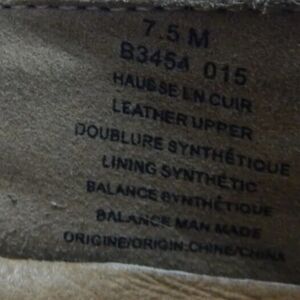 7.5 M
B3454 015
HAUSSE EN CUIR
LEATHER UPPER
DOUBLURE SYNTHÉTIQUE
LINING SYNTHETIC
BALANCE SYNTHÉTIQUE
BALANCE MAN MADE
ORIGINE/ORIGIN:CHINE/CHINA